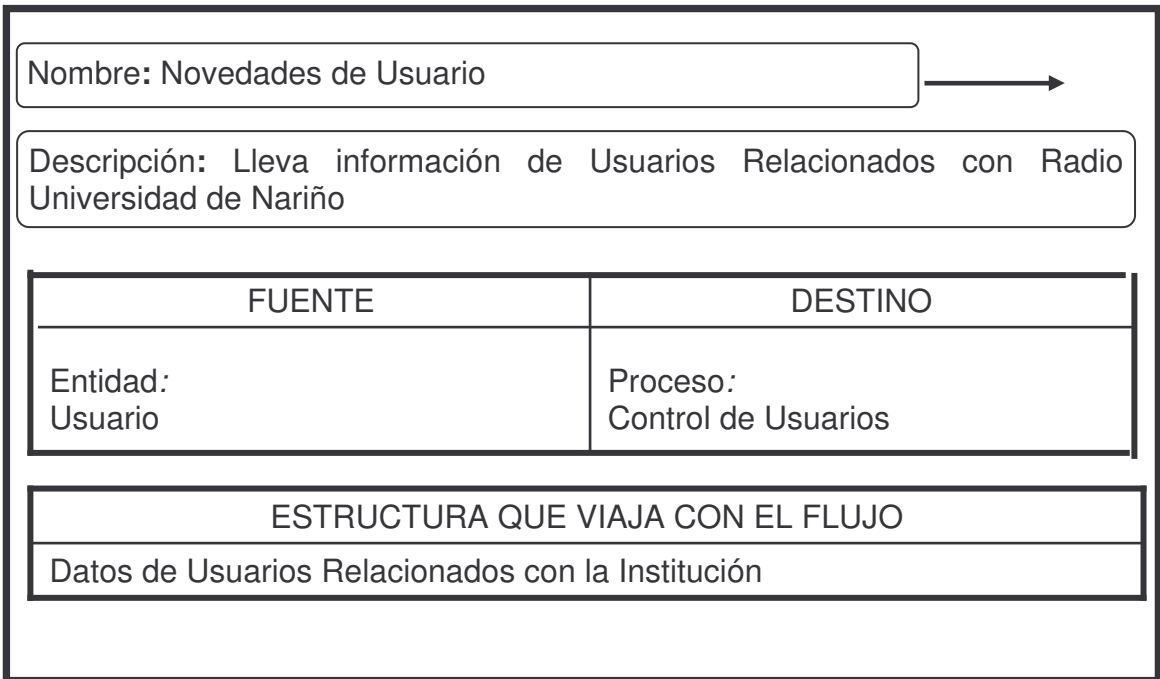 Nombre: Novedades de Usuario
Descripción: Lleva información de Usuarios Relacionados con Radio
Universidad de Nariño
FUENTE
DESTINO
Entidad:
Usuario
Proceso:
Control de Usuarios
ESTRUCTURA QUE VIAJA CON EL FLUJO
Datos de Usuarios Relacionados con la Institución